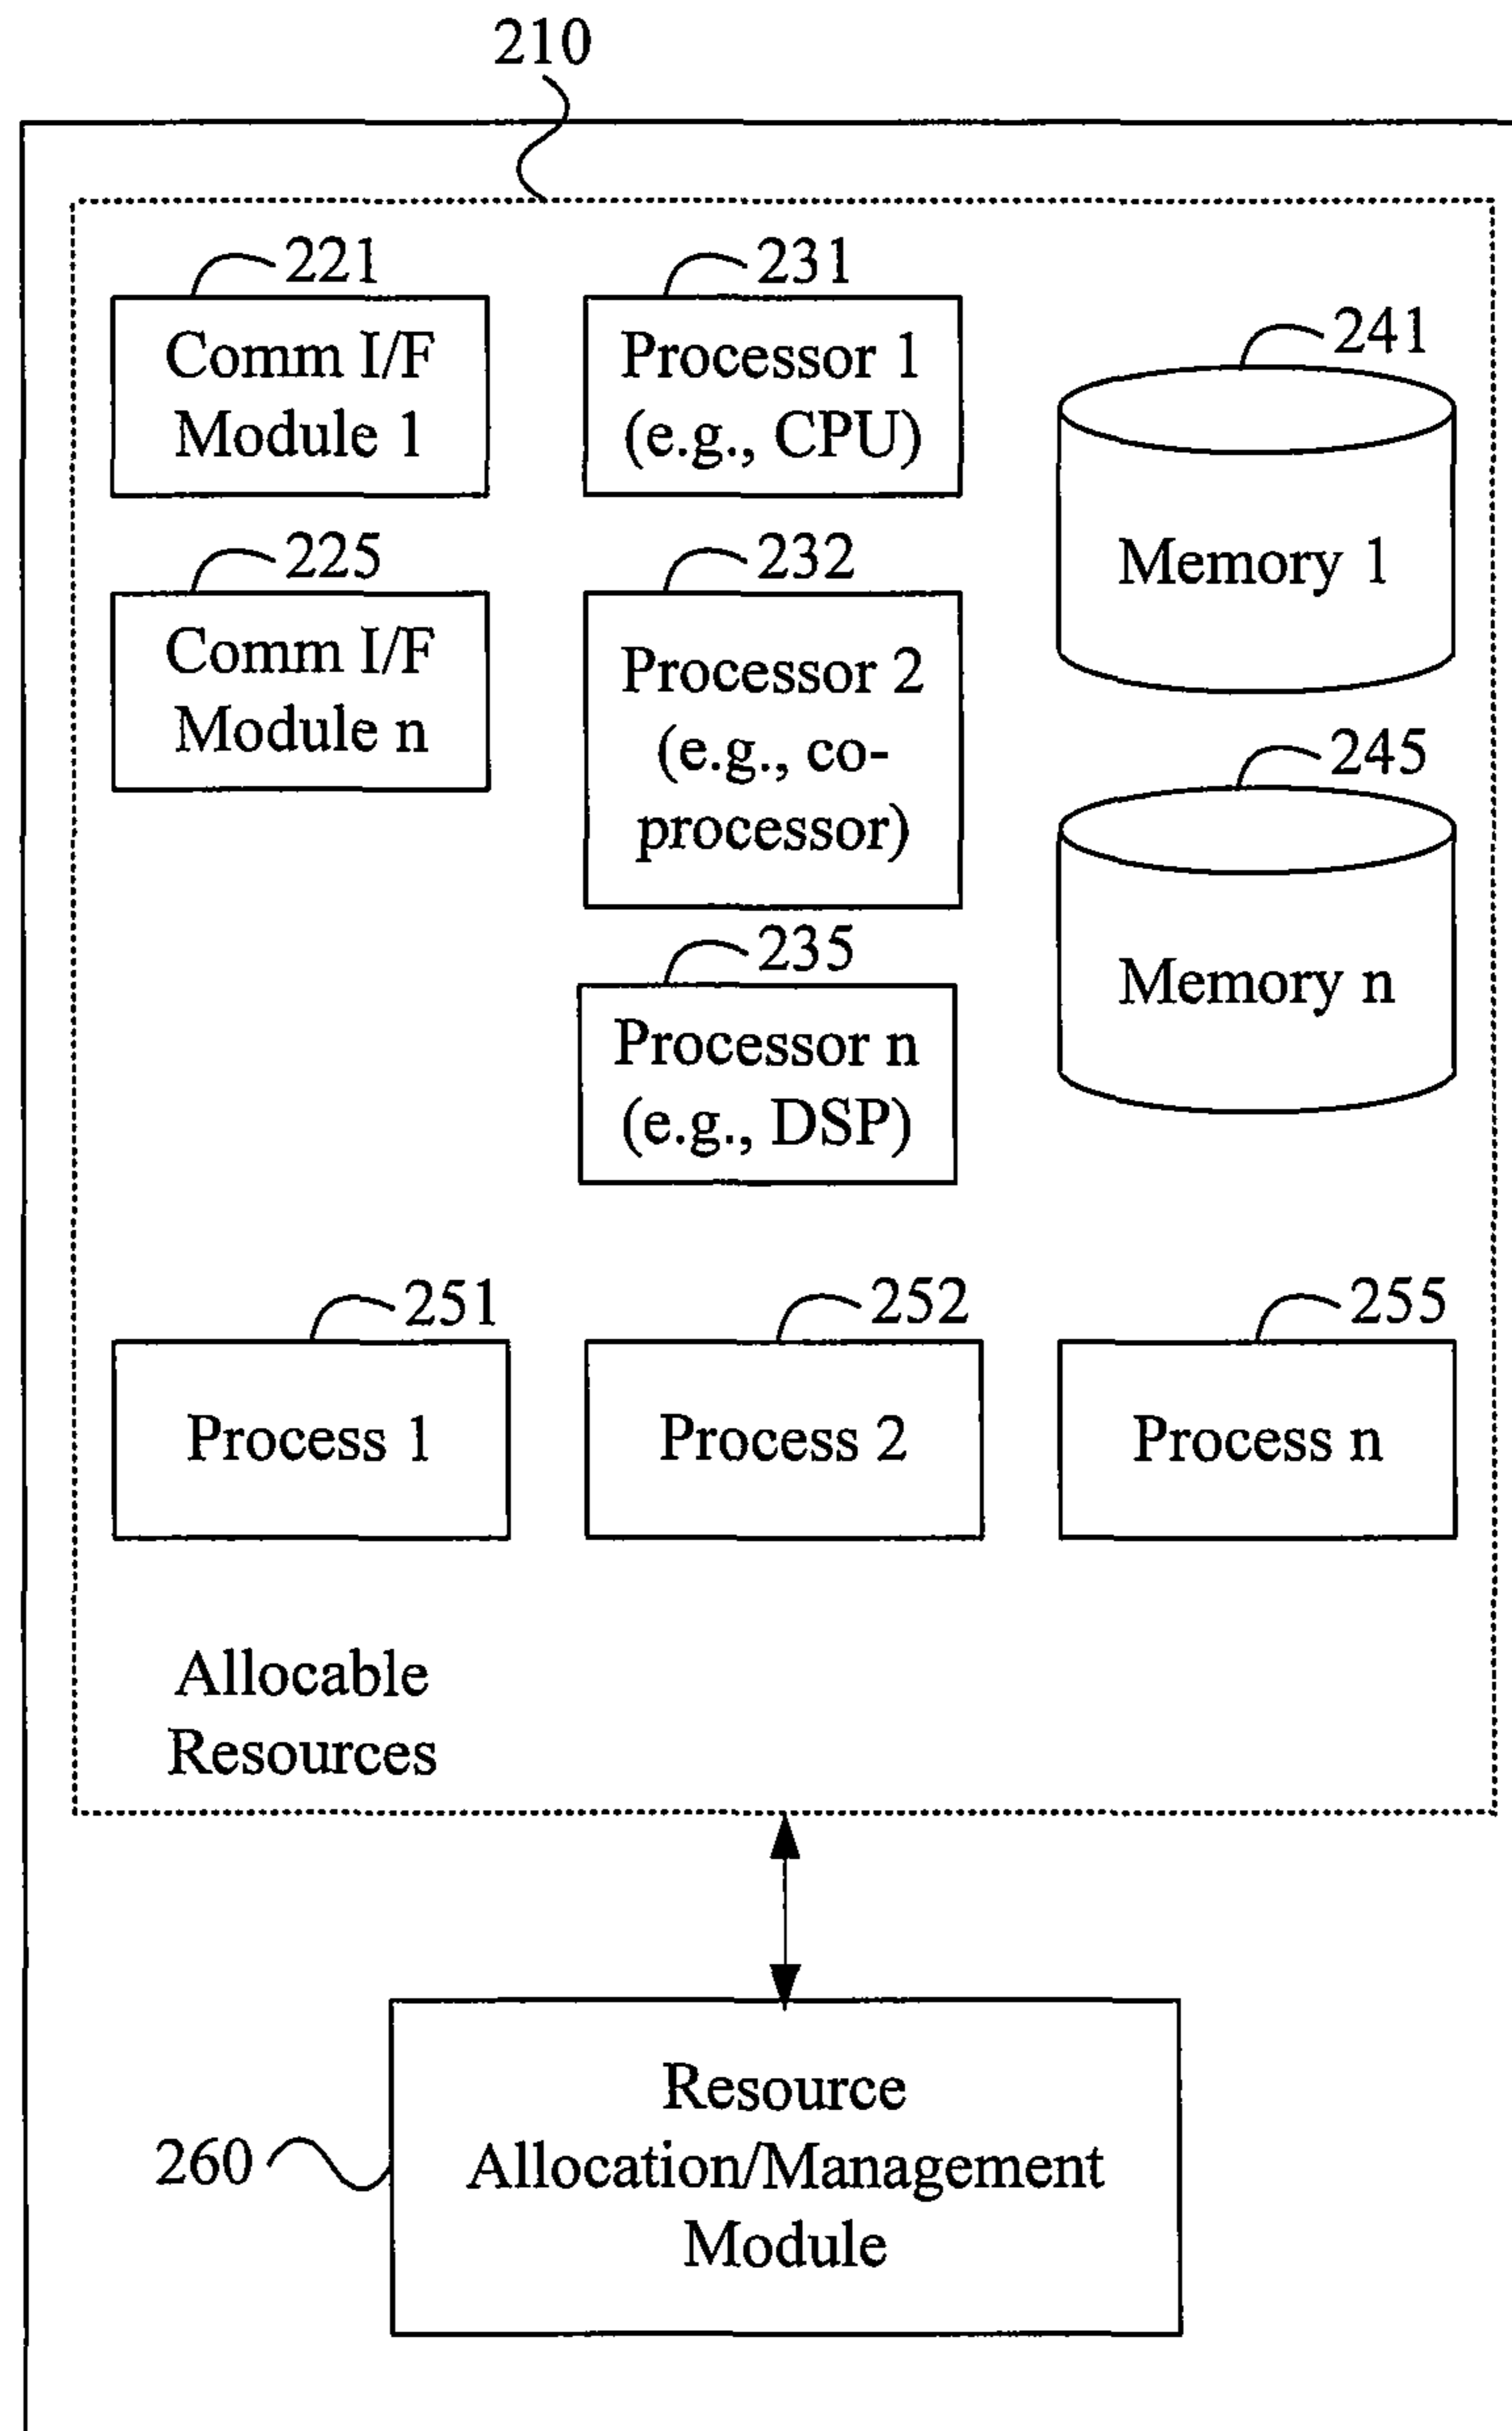 210
221
Comm I/F
Module 1
231
Processor 1
(e.g., CPU)
241
Memory 1
225
Comm I/F
Module n
232
Processor 2
(e.g., co-
processor)
245
Memory n
235
Processor n
(e.g., DSP)
251
Process 1
252
Process 2
255
Process n
Allocable
Resources
260
Resource
Allocation/Management
Module